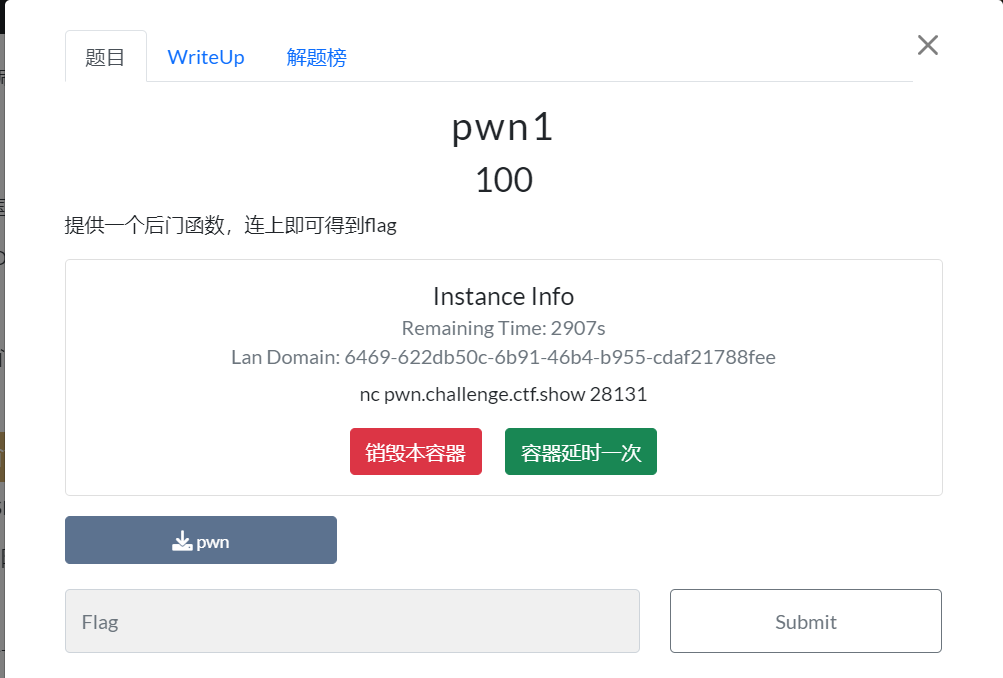 题目 WriteUp 解题榜
pwn1
100
提供一个后门函数，连上即可得到flag
Instance Info
Remaining Time: 2907s
Lan Domain: 6469-622db50c-6b91-46b4-b955-cdaf21788fee
nc pwn.challenge.ctf.show 28131
销毁本容器 容器延时一次
pwn
Flag Submit